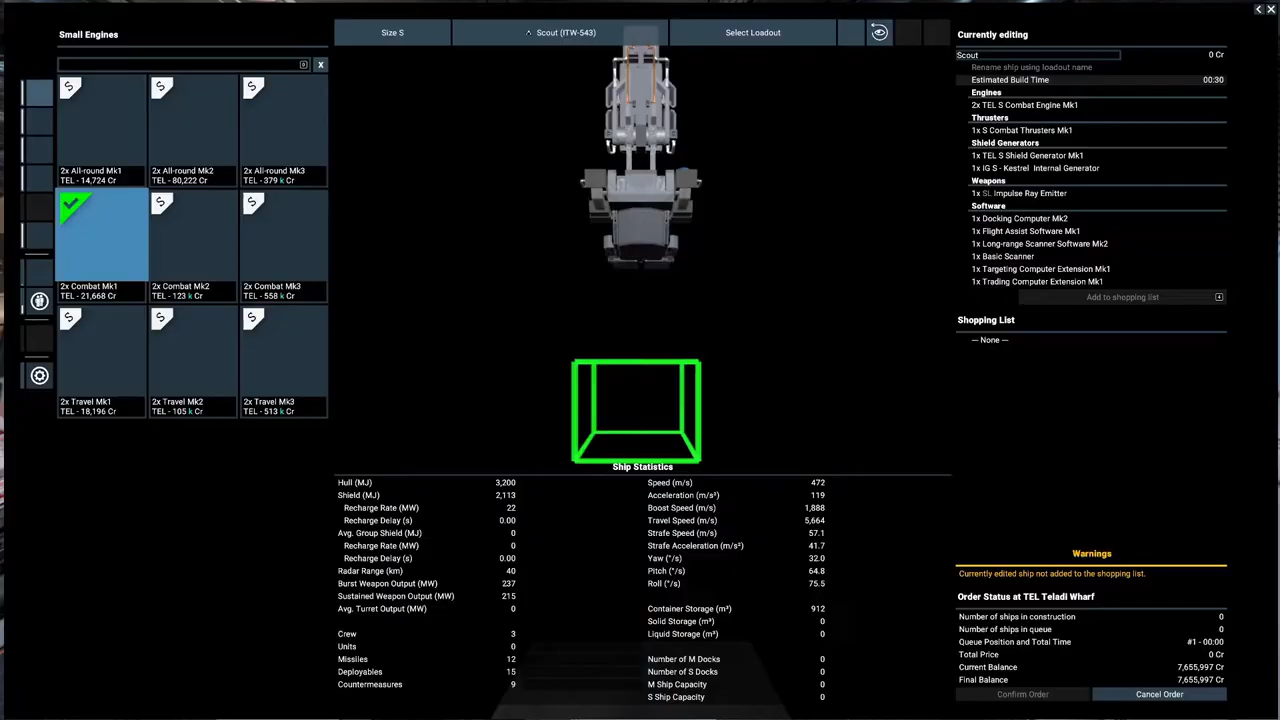 Small Engines
x
S S S
2x All-round Mk1 2x All-round Mk2 2x All-round Mk3
TEL - 14,724 Cr TEL - 80,222 Cr TEL - 379 k Cr
S S
2x Combat Mk1 2x Combat Mk2 2x Combat Mk3
TEL - 21,668 Cr TEL - 123 k Cr TEL - 558 k Cr
S S S
2x Travel Mk1 2x Travel Mk2 2x Travel Mk3
TEL - 18,196 Cr TEL - 105 k Cr TEL - 513 k Cr
Size S Scout (ITW-543) Select Loadout
Ship Statistics
Hull (MJ) 3,200
Shield (MJ) 2,113
Recharge Rate (MW) 22
Recharge Delay (s) 0.00
Avg. Group Shield (MJ) 0
Recharge Rate (MW) 0
Recharge Delay (s) 0.00
Radar Range (km) 40
Burst Weapon Output (MW) 237
Sustained Weapon Output (MW) 215
Avg. Turret Output (MW) 0
Crew 3
Units 0
Missiles 12
Deployables 15
Countermeasures 9
Speed (m/s) 472
Acceleration (m/s²) 119
Boost Speed (m/s) 1,888
Travel Speed (m/s) 5,664
Strafe Speed (m/s) 57.1
Strafe Acceleration (m/s²) 41.7
Yaw (°/s) 32.0
Pitch (°/s) 64.8
Roll (°/s) 75.5
Container Storage (m³) 912
Solid Storage (m³) 0
Liquid Storage (m³) 0
Number of M Docks 0
Number of S Docks 0
M Ship Capacity 0
S Ship Capacity 0
Currently editing
Scout 0 Cr
Rename ship using loadout name
Estimated Build Time 00:30
Engines
2x TEL S Combat Engine Mk1
Thrusters
1x S Combat Thrusters Mk1
Shield Generators
1x TEL S Shield Generator Mk1
1x IG S - Kestrel Internal Generator
Weapons
1x SL Impulse Ray Emitter
Software
1x Docking Computer Mk2
1x Flight Assist Software Mk1
1x Long-range Scanner Software Mk2
1x Basic Scanner
1x Targeting Computer Extension Mk1
1x Trading Computer Extension Mk1
Add to shopping list
Shopping List
— None —
Warnings
Currently edited ship not added to the shopping list.
Order Status at TEL Teladi Wharf
Number of ships in construction 0
Number of ships in queue 0
Queue Position and Total Time #1 - 00:00
Total Price 0 Cr
Current Balance 7,655,997 Cr
Final Balance 7,655,997 Cr
Confirm Order Cancel Order